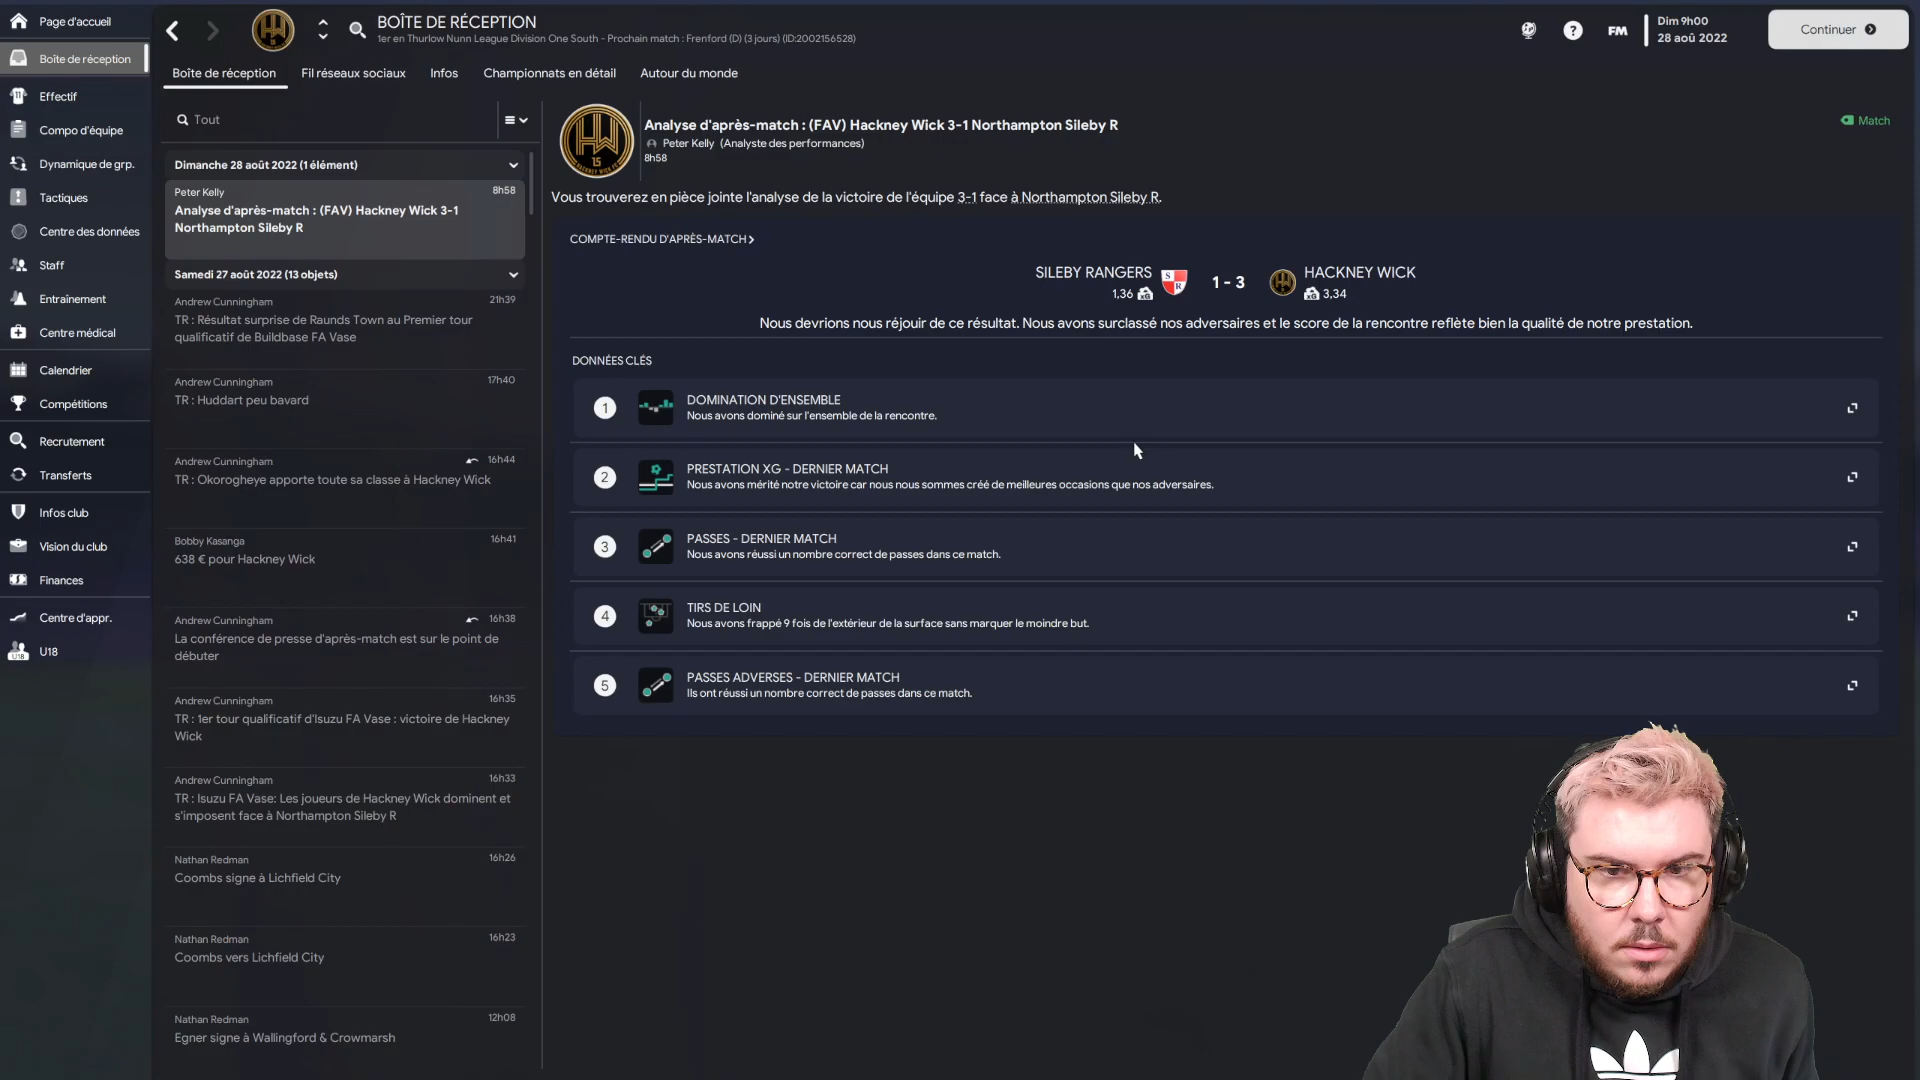 Page d'accueil
Boîte de réception
Effectif
Compo d'équipe
Dynamique de grp.
Tactiques
Centre des données
Staff
Entraînement
Centre médical
Calendrier
Compétitions
Recrutement
Transferts
Infos club
Vision du club
Finances
Centre d'appr.
U18
BOÎTE DE RÉCEPTION
1er en Thurlow Nunn League Division One South - Prochain match : Frenford (D) (3 jours) (ID:2002156528)
FM
Dim 9h00
28 aoû 2022
Continuer
Boîte de réception
Fil réseaux sociaux
Infos
Championnats en détail
Autour du monde
Tout
Dimanche 28 août 2022 (1 élément)
Peter Kelly 8h58
Analyse d'après-match : (FAV) Hackney Wick 3-1
Northampton Sileby R
Samedi 27 août 2022 (13 objets)
Andrew Cunningham 21h39
TR : Résultat surprise de Raunds Town au Premier tour
qualificatif de Buildbase FA Vase
Andrew Cunningham 17h40
TR : Huddart peu bavard
Andrew Cunningham 16h44
TR : Okorogheye apporte toute sa classe à Hackney Wick
Bobby Kasanga 16h41
638 € pour Hackney Wick
Andrew Cunningham 16h38
La conférence de presse d'après-match est sur le point de
débuter
Andrew Cunningham 16h35
TR : 1er tour qualificatif d'Isuzu FA Vase : victoire de Hackney
Wick
Andrew Cunningham 16h33
TR : Isuzu FA Vase: Les joueurs de Hackney Wick dominent et
s'imposent face à Northampton Sileby R
Nathan Redman 16h26
Coombs signe à Lichfield City
Nathan Redman 16h23
Coombs vers Lichfield City
Nathan Redman 12h08
Egner signe à Wallingford & Crowmarsh
Analyse d'après-match : (FAV) Hackney Wick 3-1 Northampton Sileby R
Peter Kelly (Analyste des performances)
8h58
Match
Vous trouverez en pièce jointe l'analyse de la victoire de l'équipe 3-1 face à Northampton Sileby R.
COMPTE-RENDU D'APRÈS-MATCH
SILEBY RANGERS 1 - 3 HACKNEY WICK
1,36 xG xG 3,34
Nous devrions nous réjouir de ce résultat. Nous avons surclassé nos adversaires et le score de la rencontre reflète bien la qualité de notre prestation.
DONNÉES CLÉS
1 DOMINATION D'ENSEMBLE
Nous avons dominé sur l'ensemble de la rencontre.
2 PRESTATION XG - DERNIER MATCH
Nous avons mérité notre victoire car nous nous sommes créé de meilleures occasions que nos adversaires.
3 PASSES - DERNIER MATCH
Nous avons réussi un nombre correct de passes dans ce match.
4 TIRS DE LOIN
Nous avons frappé 9 fois de l'extérieur de la surface sans marquer le moindre but.
5 PASSES ADVERSES - DERNIER MATCH
Ils ont réussi un nombre correct de passes dans ce match.